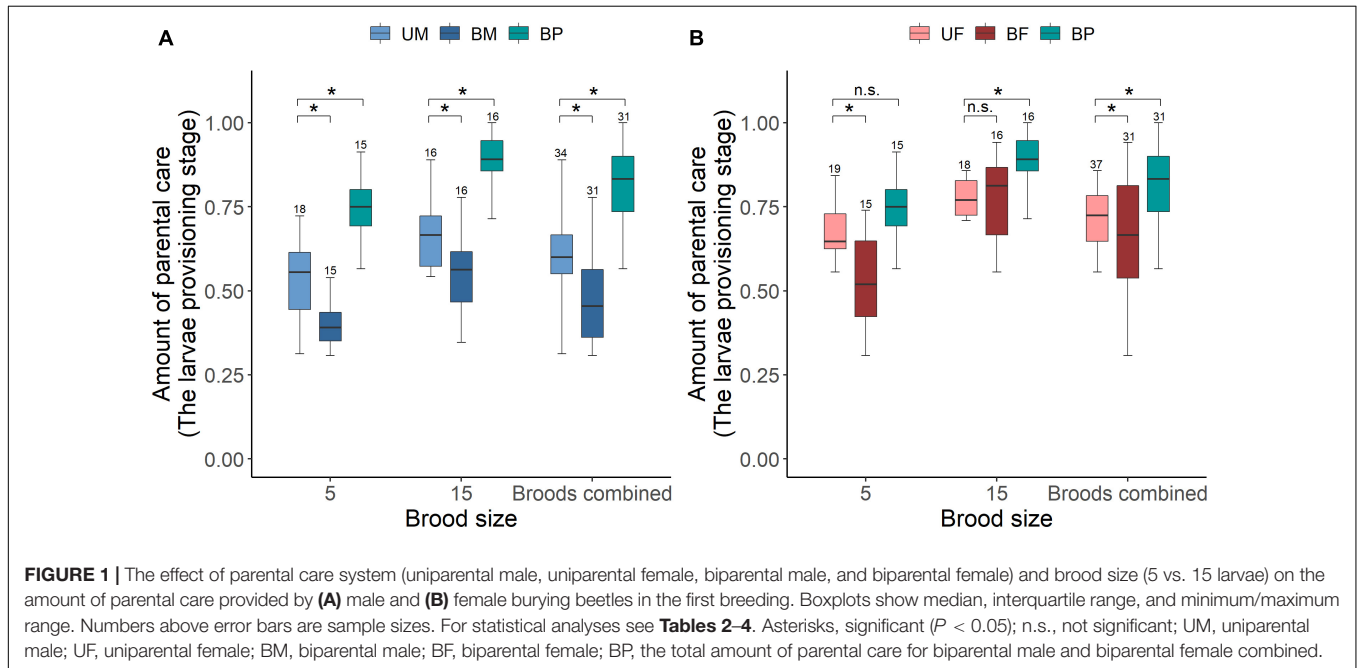 A
UM BM BP
Amount of parental care
(The larvae provisioning stage)
1.00
0.75
0.50
0.25
0.00
* * *
* * *
18 15 15
16 16 16
34 31 31
5 15 Broods combined
Brood size
B
UF BF BP
Amount of parental care
(The larvae provisioning stage)
1.00
0.75
0.50
0.25
0.00
n.s. * *
* n.s. *
19 15 15
18 16 16
37 31 31
5 15 Broods combined
Brood size
FIGURE 1 | The effect of parental care system (uniparental male, uniparental female, biparental male, and biparental female) and brood size (5 vs. 15 larvae) on the
amount of parental care provided by (A) male and (B) female burying beetles in the first breeding. Boxplots show median, interquartile range, and minimum/maximum
range. Numbers above error bars are sample sizes. For statistical analyses see Tables 2–4. Asterisks, significant (P < 0.05); n.s., not significant; UM, uniparental
male; UF, uniparental female; BM, biparental male; BF, biparental female; BP, the total amount of parental care for biparental male and biparental female combined.